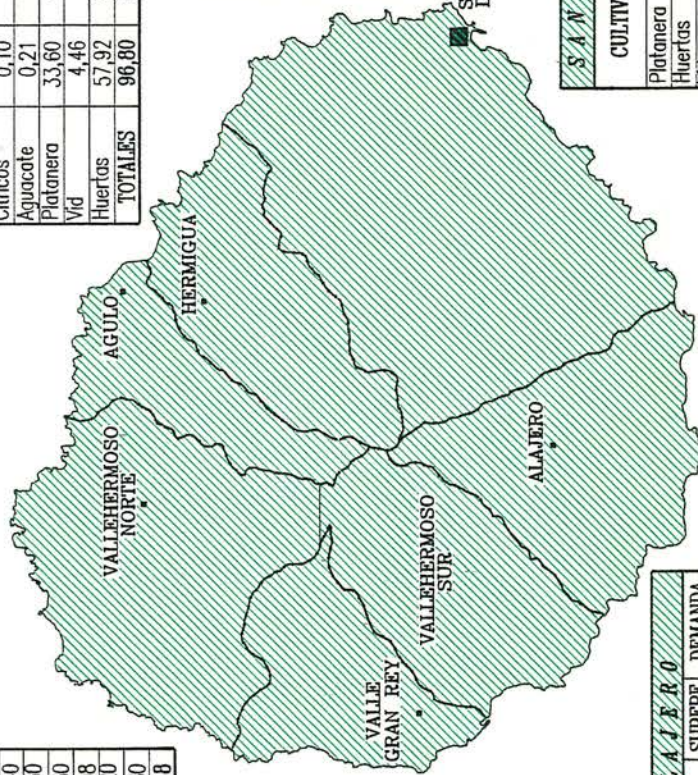 Cítricos 0,10
Aguacate 0,21
Platanera 33,60
Vid 4,46
Huertas 57,92
TOTALES 96,80
AGULO
HERMIGUA
VALLEHERMOSO
NORTE
VALLEHERMOSO
SUR
VALLE
GRAN REY
ALAJERO
S A N
CULTIV
Platanera
Huertas
A J E R O
SUPERF. DEMANDA